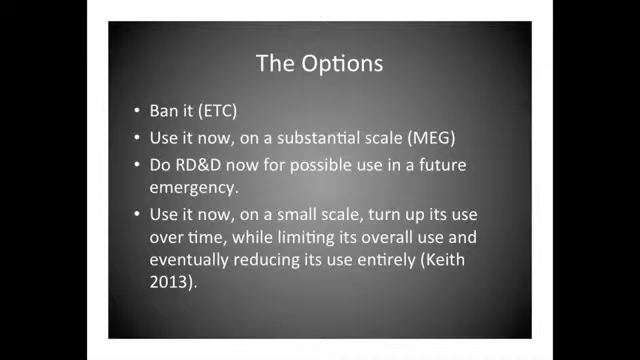 The Options
• Ban it (ETC)
• Use it now, on a substantial scale (MEG)
• Do RD&D now for possible use in a future
emergency.
• Use it now, on a small scale, turn up its use
over time, while limiting its overall use and
eventually reducing its use entirely (Keith
2013).